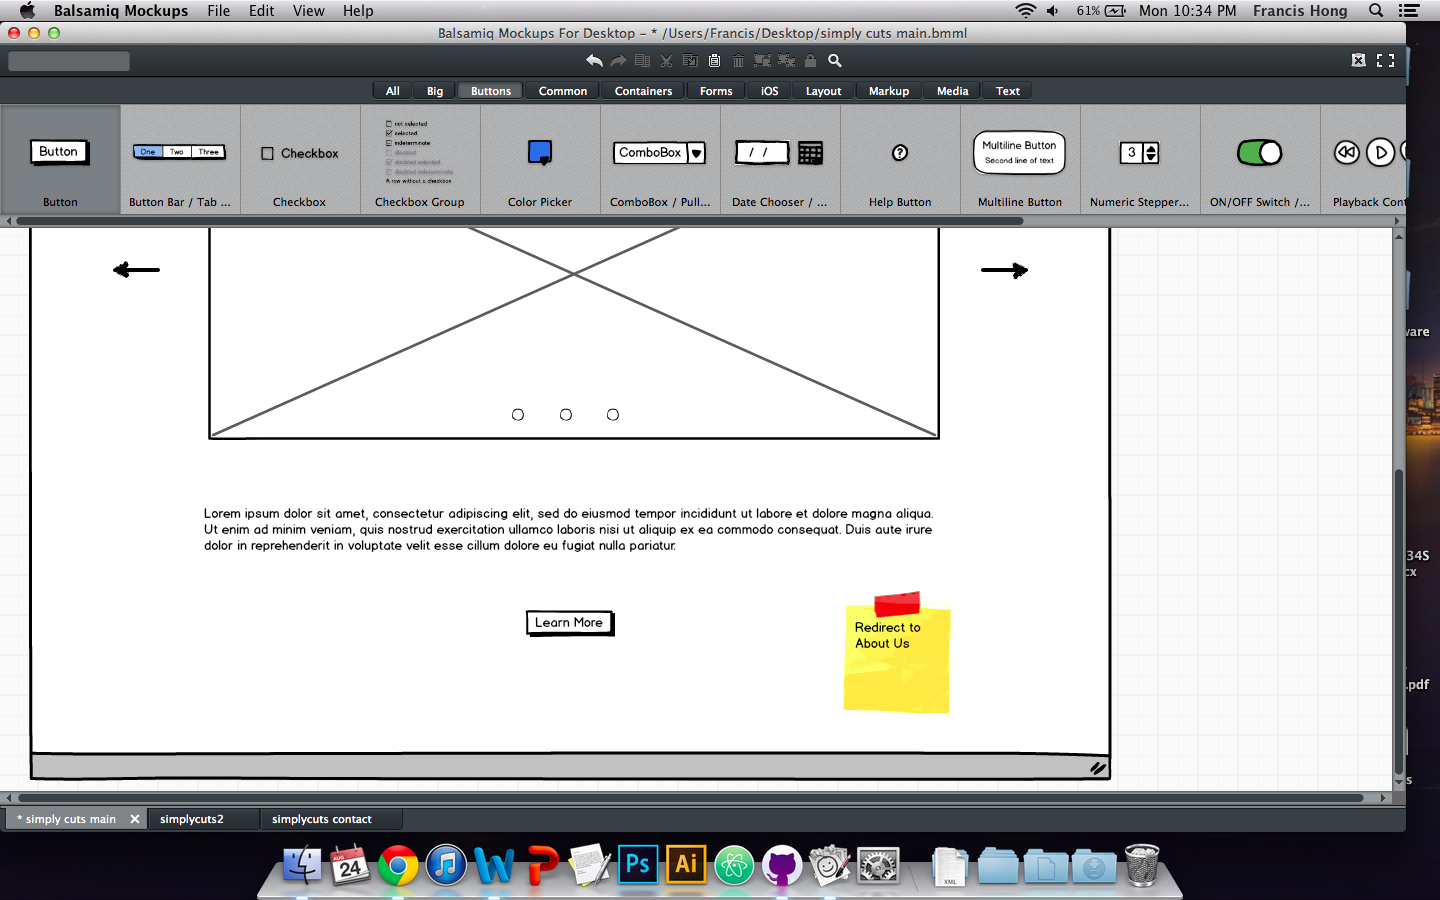 Balsamiq Mockups File Edit View Help 61% Mon 10:34 PM Francis Hong
Balsamiq Mockups For Desktop – * /Users/Francis/Desktop/simply cuts main.bmml
All Big Buttons Common Containers Forms iOS Layout Markup Media Text
Button
One Two Three
Checkbox
not selected
selected
indeterminate
disabled
disabled selected
disabled indeterminate
A row without a checkbox
ComboBox
/ /
?
Multiline Button
Second line of text
3
Button Button Bar / Tab ... Checkbox Checkbox Group Color Picker ComboBox / Pull... Date Chooser / ... Help Button Multiline Button Numeric Stepper... ON/OFF Switch /... Playback Cont
Lorem ipsum dolor sit amet, consectetur adipiscing elit, sed do eiusmod tempor incididunt ut labore et dolore magna aliqua.
Ut enim ad minim veniam, quis nostrud exercitation ullamco laboris nisi ut aliquip ex ea commodo consequat. Duis aute irure
dolor in reprehenderit in voluptate velit esse cillum dolore eu fugiat nulla pariatur.
Learn More
Redirect to
About Us
vare
34S
cx
.pdf
s
* simply cuts main simplycuts2 simplycuts contact
AUG
24
W
P
Ps
Ai
XML